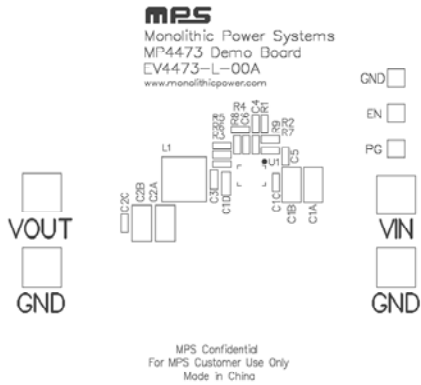 mps
Monolithic Power Systems
MP4473 Demo Board
EV4473-L-00A
www.monolithicpower.com
GND
EN
PG
R4
R8
C6
C4
R1
R2
R9
R7
L1
U1
C5
C3
C1D
C1C
C1B
C1A
C2C
C2B
C2A
VOUT
VIN
GND
GND
MPS Confidential
For MPS Customer Use Only
Made in China